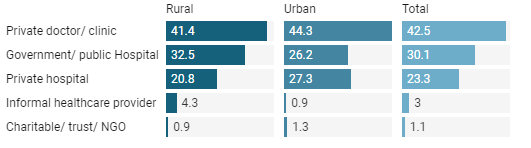 Rural Urban Total
Private doctor/ clinic 41.4 44.3 42.5
Government/ public Hospital 32.5 26.2 30.1
Private hospital 20.8 27.3 23.3
Informal healthcare provider 4.3 0.9 3
Charitable/ trust/ NGO 0.9 1.3 1.1